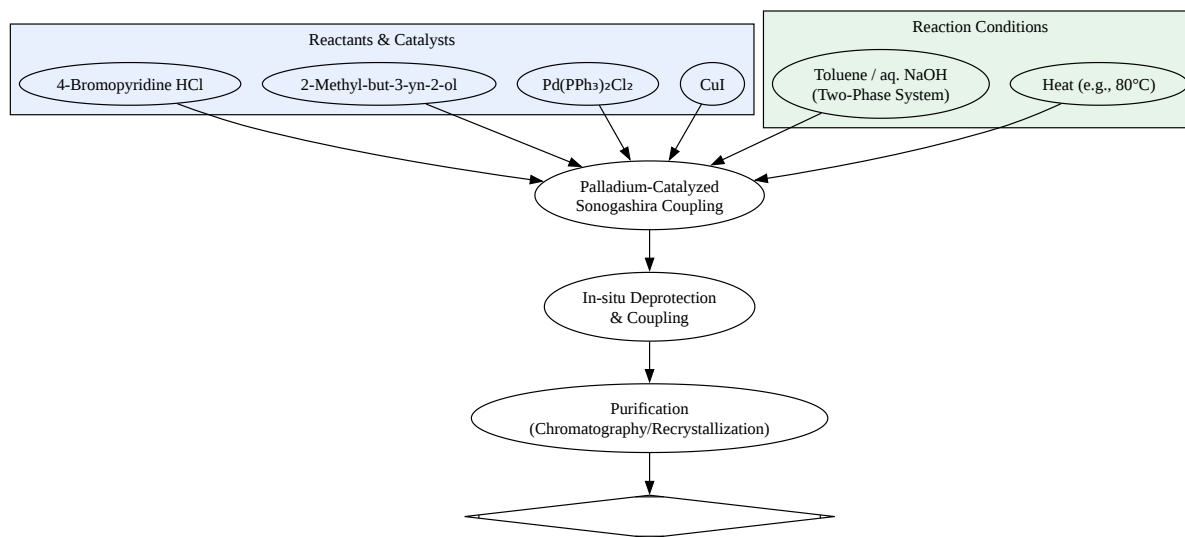 Reactants & Catalysts
Reaction Conditions
4-Bromopyridine HCl
2-Methyl-but-3-yn-2-ol
Pd(PPh₃)₂Cl₂
CuI
Toluene / aq. NaOH
(Two-Phase System)
Heat (e.g., 80°C)
Palladium-Catalyzed
Sonogashira Coupling
In-situ Deprotection
& Coupling
Purification
(Chromatography/Recrystallization)